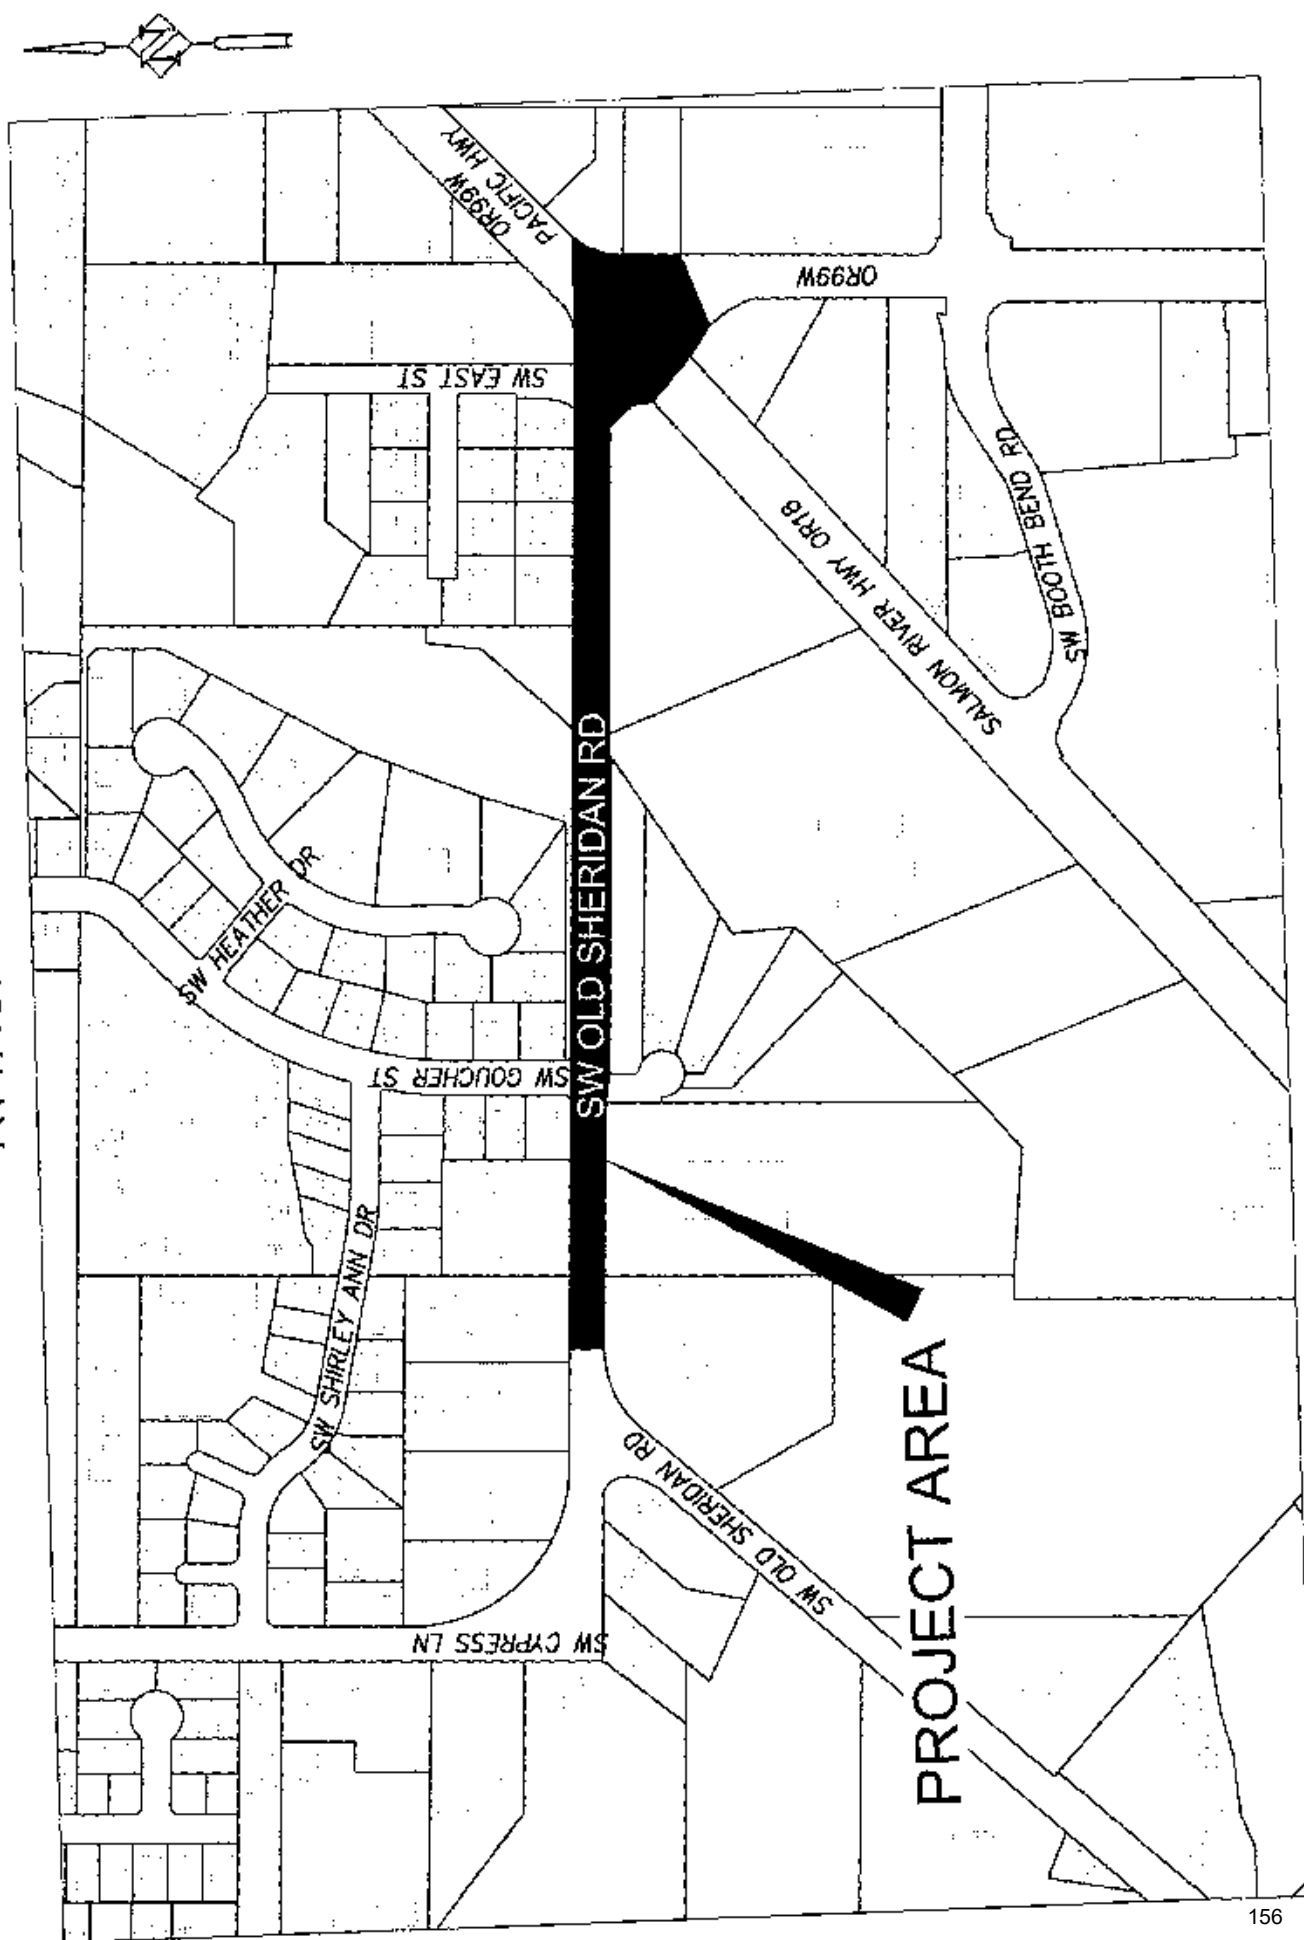 N
OR99W
PACIFIC HWY
OR99W
SW EAST ST
SALMON RIVER HWY OR18
SW BOOTH BEND RD
SW HEATHER DR
SW OLD SHERIDAN RD
SW GOUCHER ST
SW SHIRLEY ANN DR
PROJECT AREA
SW OLD SHERIDAN RD
SW CYPRESS LN
156